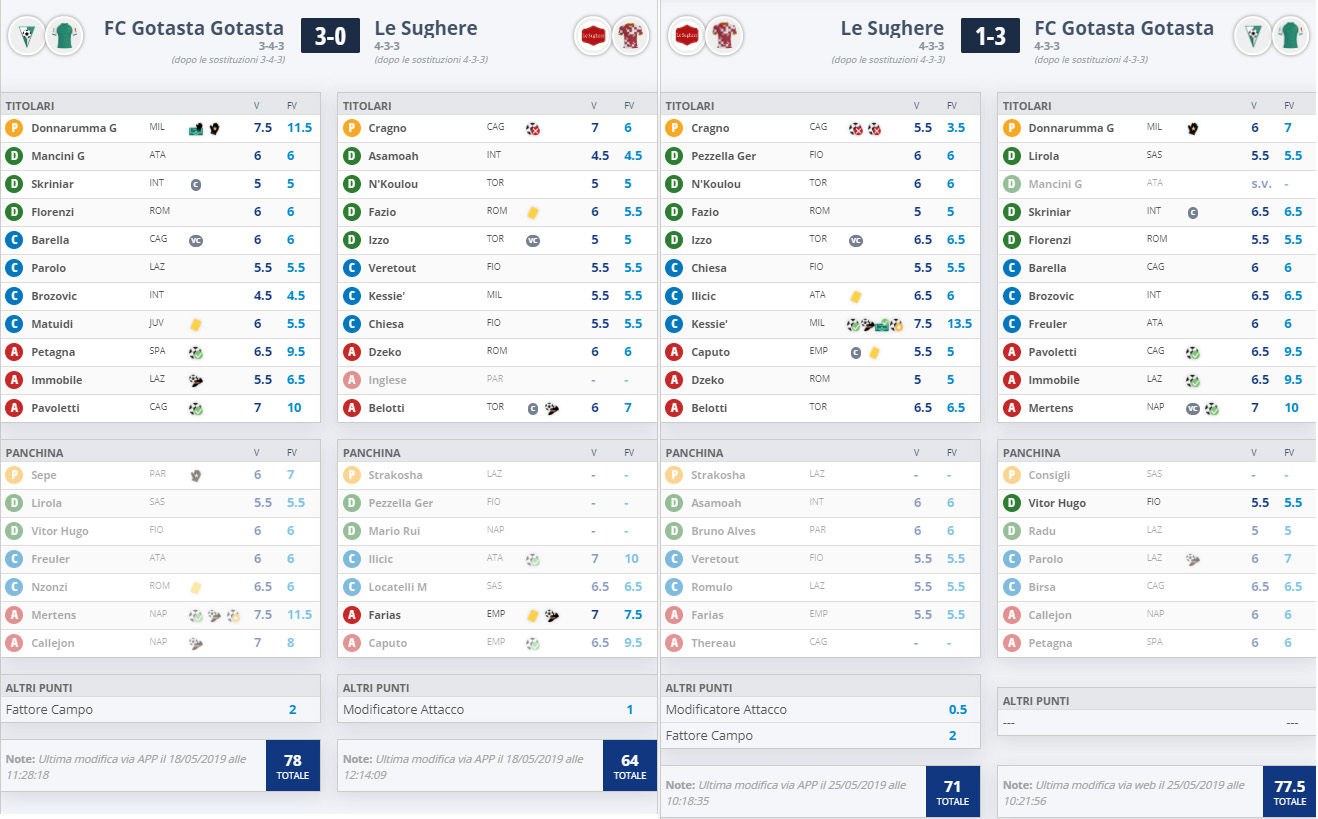 FC Gotasta Gotasta
3-4-3
(dopo le sostituzioni 3-4-3)
3-0
Le Sughere
4-3-3
(dopo le sostituzioni 4-3-3)
TITOLARI V FV
P Donnarumma G MIL 7.5 11.5
D Mancini G ATA 6 6
D Skriniar INT C 5 5
D Florenzi ROM 6 6
C Barella CAG VC 6 6
C Parolo LAZ 5.5 5.5
C Brozovic INT 4.5 4.5
C Matuidi JUV 6 5.5
A Petagna SPA 6.5 9.5
A Immobile LAZ 5.5 6.5
A Pavoletti CAG 7 10
PANCHINA V FV
P Sepe PAR 6 7
D Lirola SAS 5.5 5.5
D Vitor Hugo FIO 6 6
C Freuler ATA 6 6
C Nzonzi ROM 6.5 6
A Mertens NAP 7.5 11.5
A Callejon NAP 7 8
ALTRI PUNTI
Fattore Campo 2
Note: Ultima modifica via APP il 18/05/2019 alle
11:28:18
78
TOTALE
TITOLARI V FV
P Cragno CAG 7 6
D Asamoah INT 4.5 4.5
D N'Koulou TOR 5 5
D Fazio ROM 6 5.5
D Izzo TOR VC 5 5
C Veretout FIO 5.5 5.5
C Kessie' MIL 5.5 5.5
C Chiesa FIO 5.5 5.5
A Dzeko ROM 6 6
A Inglese PAR - -
A Belotti TOR C 6 7
PANCHINA V FV
P Strakosha LAZ - -
D Pezzella Ger FIO - -
D Mario Rui NAP - -
C Ilicic ATA 7 10
C Locatelli M SAS 6.5 6.5
A Farias EMP 7 7.5
A Caputo EMP 6.5 9.5
ALTRI PUNTI
Modificatore Attacco 1
Note: Ultima modifica via APP il 18/05/2019 alle
12:14:09
64
TOTALE
Le Sughere
4-3-3
(dopo le sostituzioni 4-3-3)
1-3
FC Gotasta Gotasta
4-3-3
(dopo le sostituzioni 4-3-3)
TITOLARI V FV
P Cragno CAG 5.5 3.5
D Pezzella Ger FIO 6 6
D N'Koulou TOR 6 6
D Fazio ROM 5 5
D Izzo TOR VC 6.5 6.5
C Chiesa FIO 5.5 5.5
C Ilicic ATA 6.5 6
C Kessie' MIL 7.5 13.5
A Caputo EMP C 5.5 5
A Dzeko ROM 5 5
A Belotti TOR 6.5 6.5
PANCHINA V FV
P Strakosha LAZ - -
D Asamoah INT 6 6
D Bruno Alves PAR 6 6
C Veretout FIO 5.5 5.5
C Romulo LAZ 5.5 5.5
A Farias EMP 5.5 5.5
A Thereau CAG - -
ALTRI PUNTI
Modificatore Attacco 0.5
Fattore Campo 2
Note: Ultima modifica via APP il 25/05/2019 alle
10:18:35
71
TOTALE
TITOLARI V FV
P Donnarumma G MIL 6 7
D Lirola SAS 5.5 5.5
D Mancini G ATA s.v. -
D Skriniar INT C 6.5 6.5
D Florenzi ROM 5.5 5.5
C Barella CAG 6 6
C Brozovic INT 6.5 6.5
C Freuler ATA 6 6
A Pavoletti CAG 6.5 9.5
A Immobile LAZ 6.5 9.5
A Mertens NAP VC 7 10
PANCHINA V FV
P Consigli SAS - -
D Vitor Hugo FIO 5.5 5.5
D Radu LAZ 5 5
C Parolo LAZ 6 7
C Birsa CAG 6.5 6.5
A Callejon NAP 6 6
A Petagna SPA 6 6
ALTRI PUNTI
--- ---
Note: Ultima modifica via web il 25/05/2019 alle
10:21:56
77.5
TOTALE